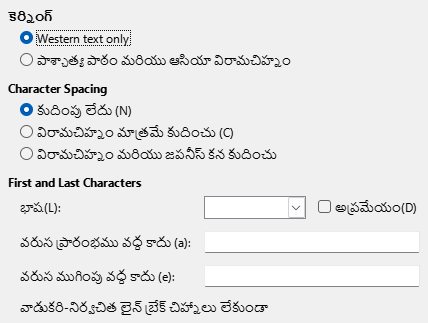 కెర్నింగ్
Western text only
పాశ్చాత్య పాఠం మరియు ఆసియా విరామచిహ్నం
Character Spacing
కుదింపు లేదు (N)
విరామచిహ్నం మాత్రమే కుదించు (C)
విరామచిహ్నం మరియు జపనీస్ కన కుదించు
First and Last Characters
భాష(L):
అప్రమేయం(D)
వరుస ప్రారంభము వద్ద కాదు (a):
వరుస ముగింపు వద్ద కాదు (e):
వాడుకరి-నిర్వచిత లైన్ బ్రేక్ చిహ్నాలు లేకుండా